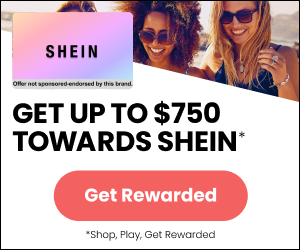 SHEIN
Offer not sponsored-endorsed by this brand.
GET UP TO $750
TOWARDS SHEIN*
Get Rewarded
*Shop, Play, Get Rewarded